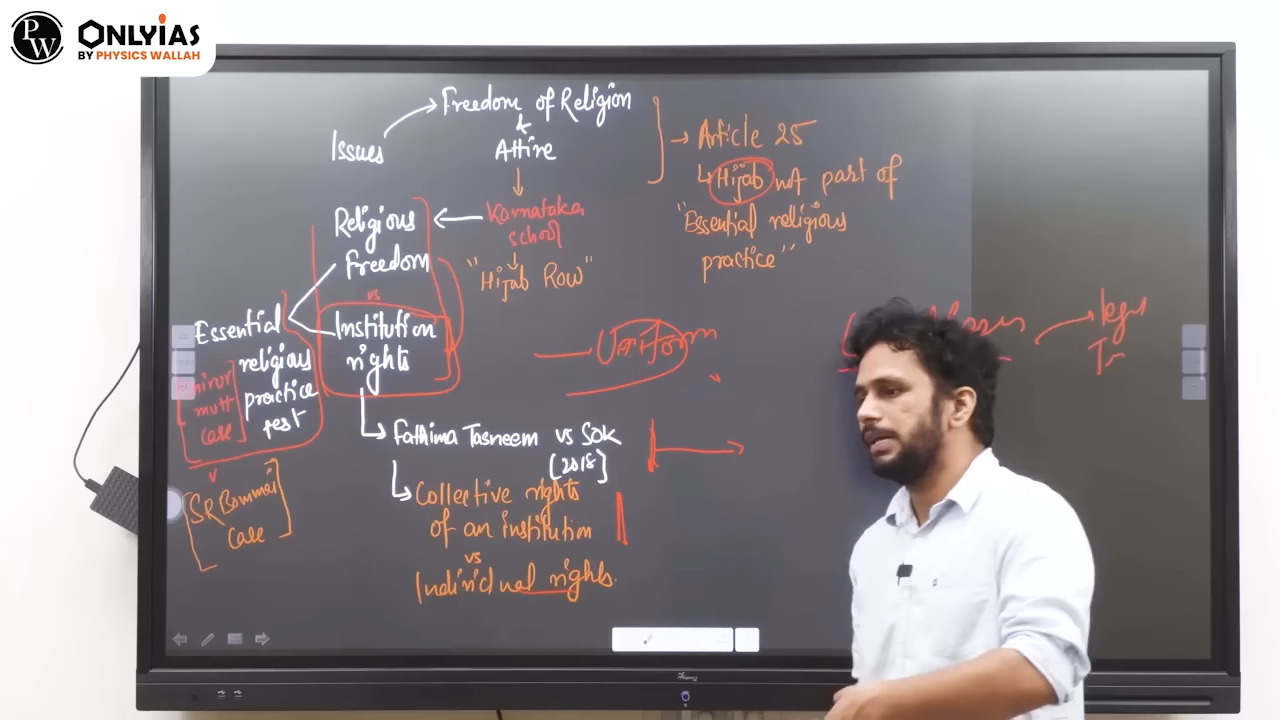 PW
ONLYIAS
BY PHYSICS WALLAH
Freedom of Religion
&
Attire
Issues
Article 25
Hijab not part of
"Essential religious
practice"
Karnataka
school
"Hijab Row"
Religious
Freedom
vs
Institution
rights
Essential
religious
practice
test
mutt
case
SR Bommai
case
Uniform
Fathima Tasneem vs SOK
[2018]
Collective rights
of an institution
vs
Individual rights.